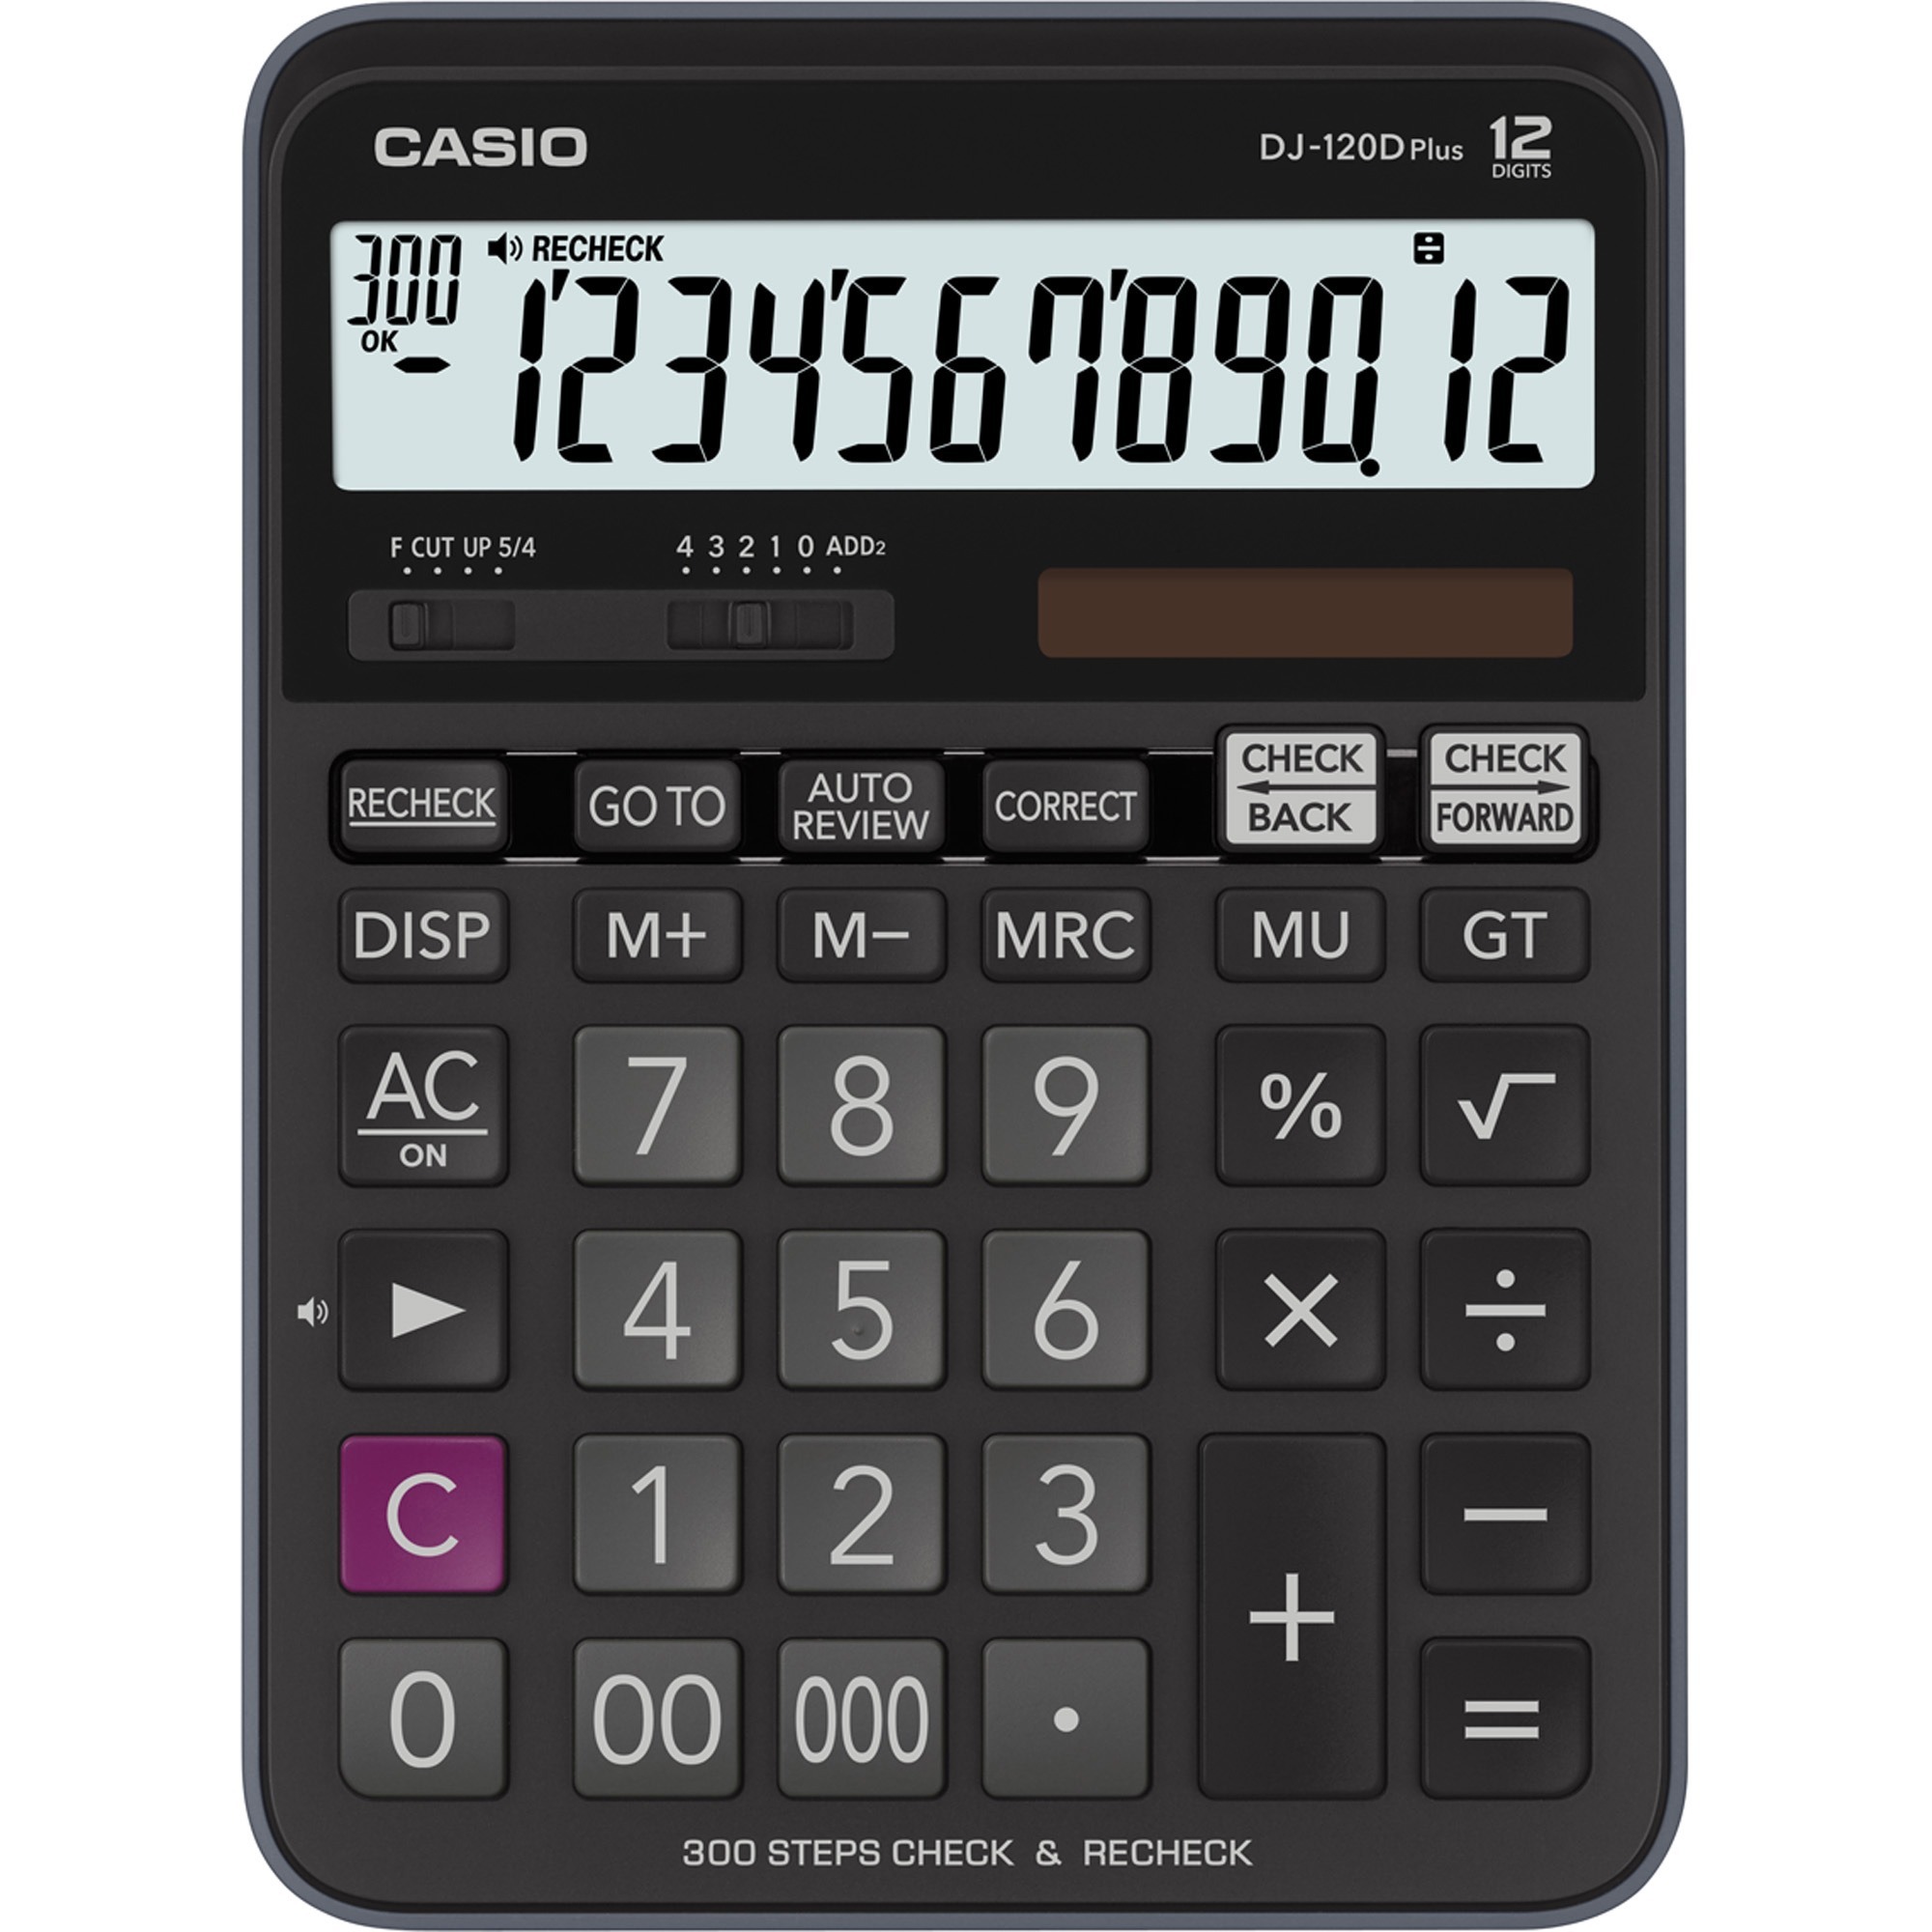 CASIO DJ-120D Plus 12
DIGITS
300 RECHECK ÷
OK -1'234'567'890.12
F CUT UP 5/4 4 3 2 1 0 ADD2
RECHECK GO TO AUTO REVIEW CORRECT CHECK BACK CHECK FORWARD
DISP M+ M− MRC MU GT
AC ON 7 8 9 % √
▶ 4 5 6 × ÷
C 1 2 3 + −
0 00 000 • =
300 STEPS CHECK & RECHECK